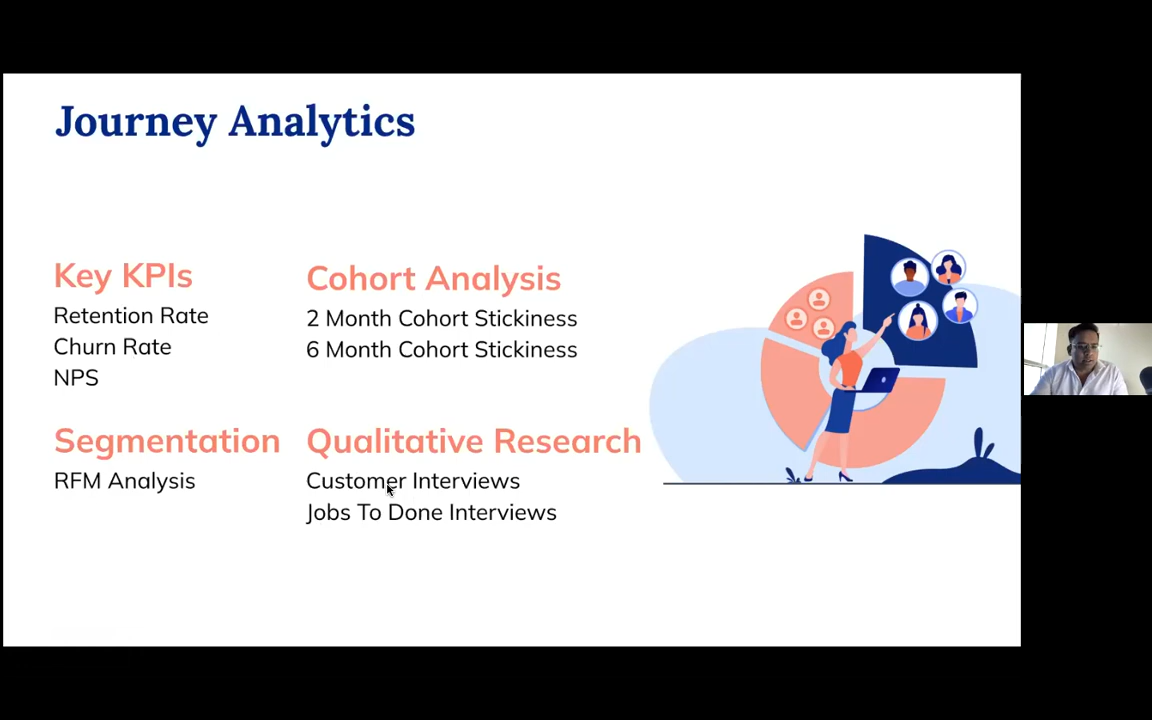 Journey Analytics
Key KPIs
Retention Rate
Churn Rate
NPS
Cohort Analysis
2 Month Cohort Stickiness
6 Month Cohort Stickiness
Segmentation
RFM Analysis
Qualitative Research
Customer Interviews
Jobs To Done Interviews